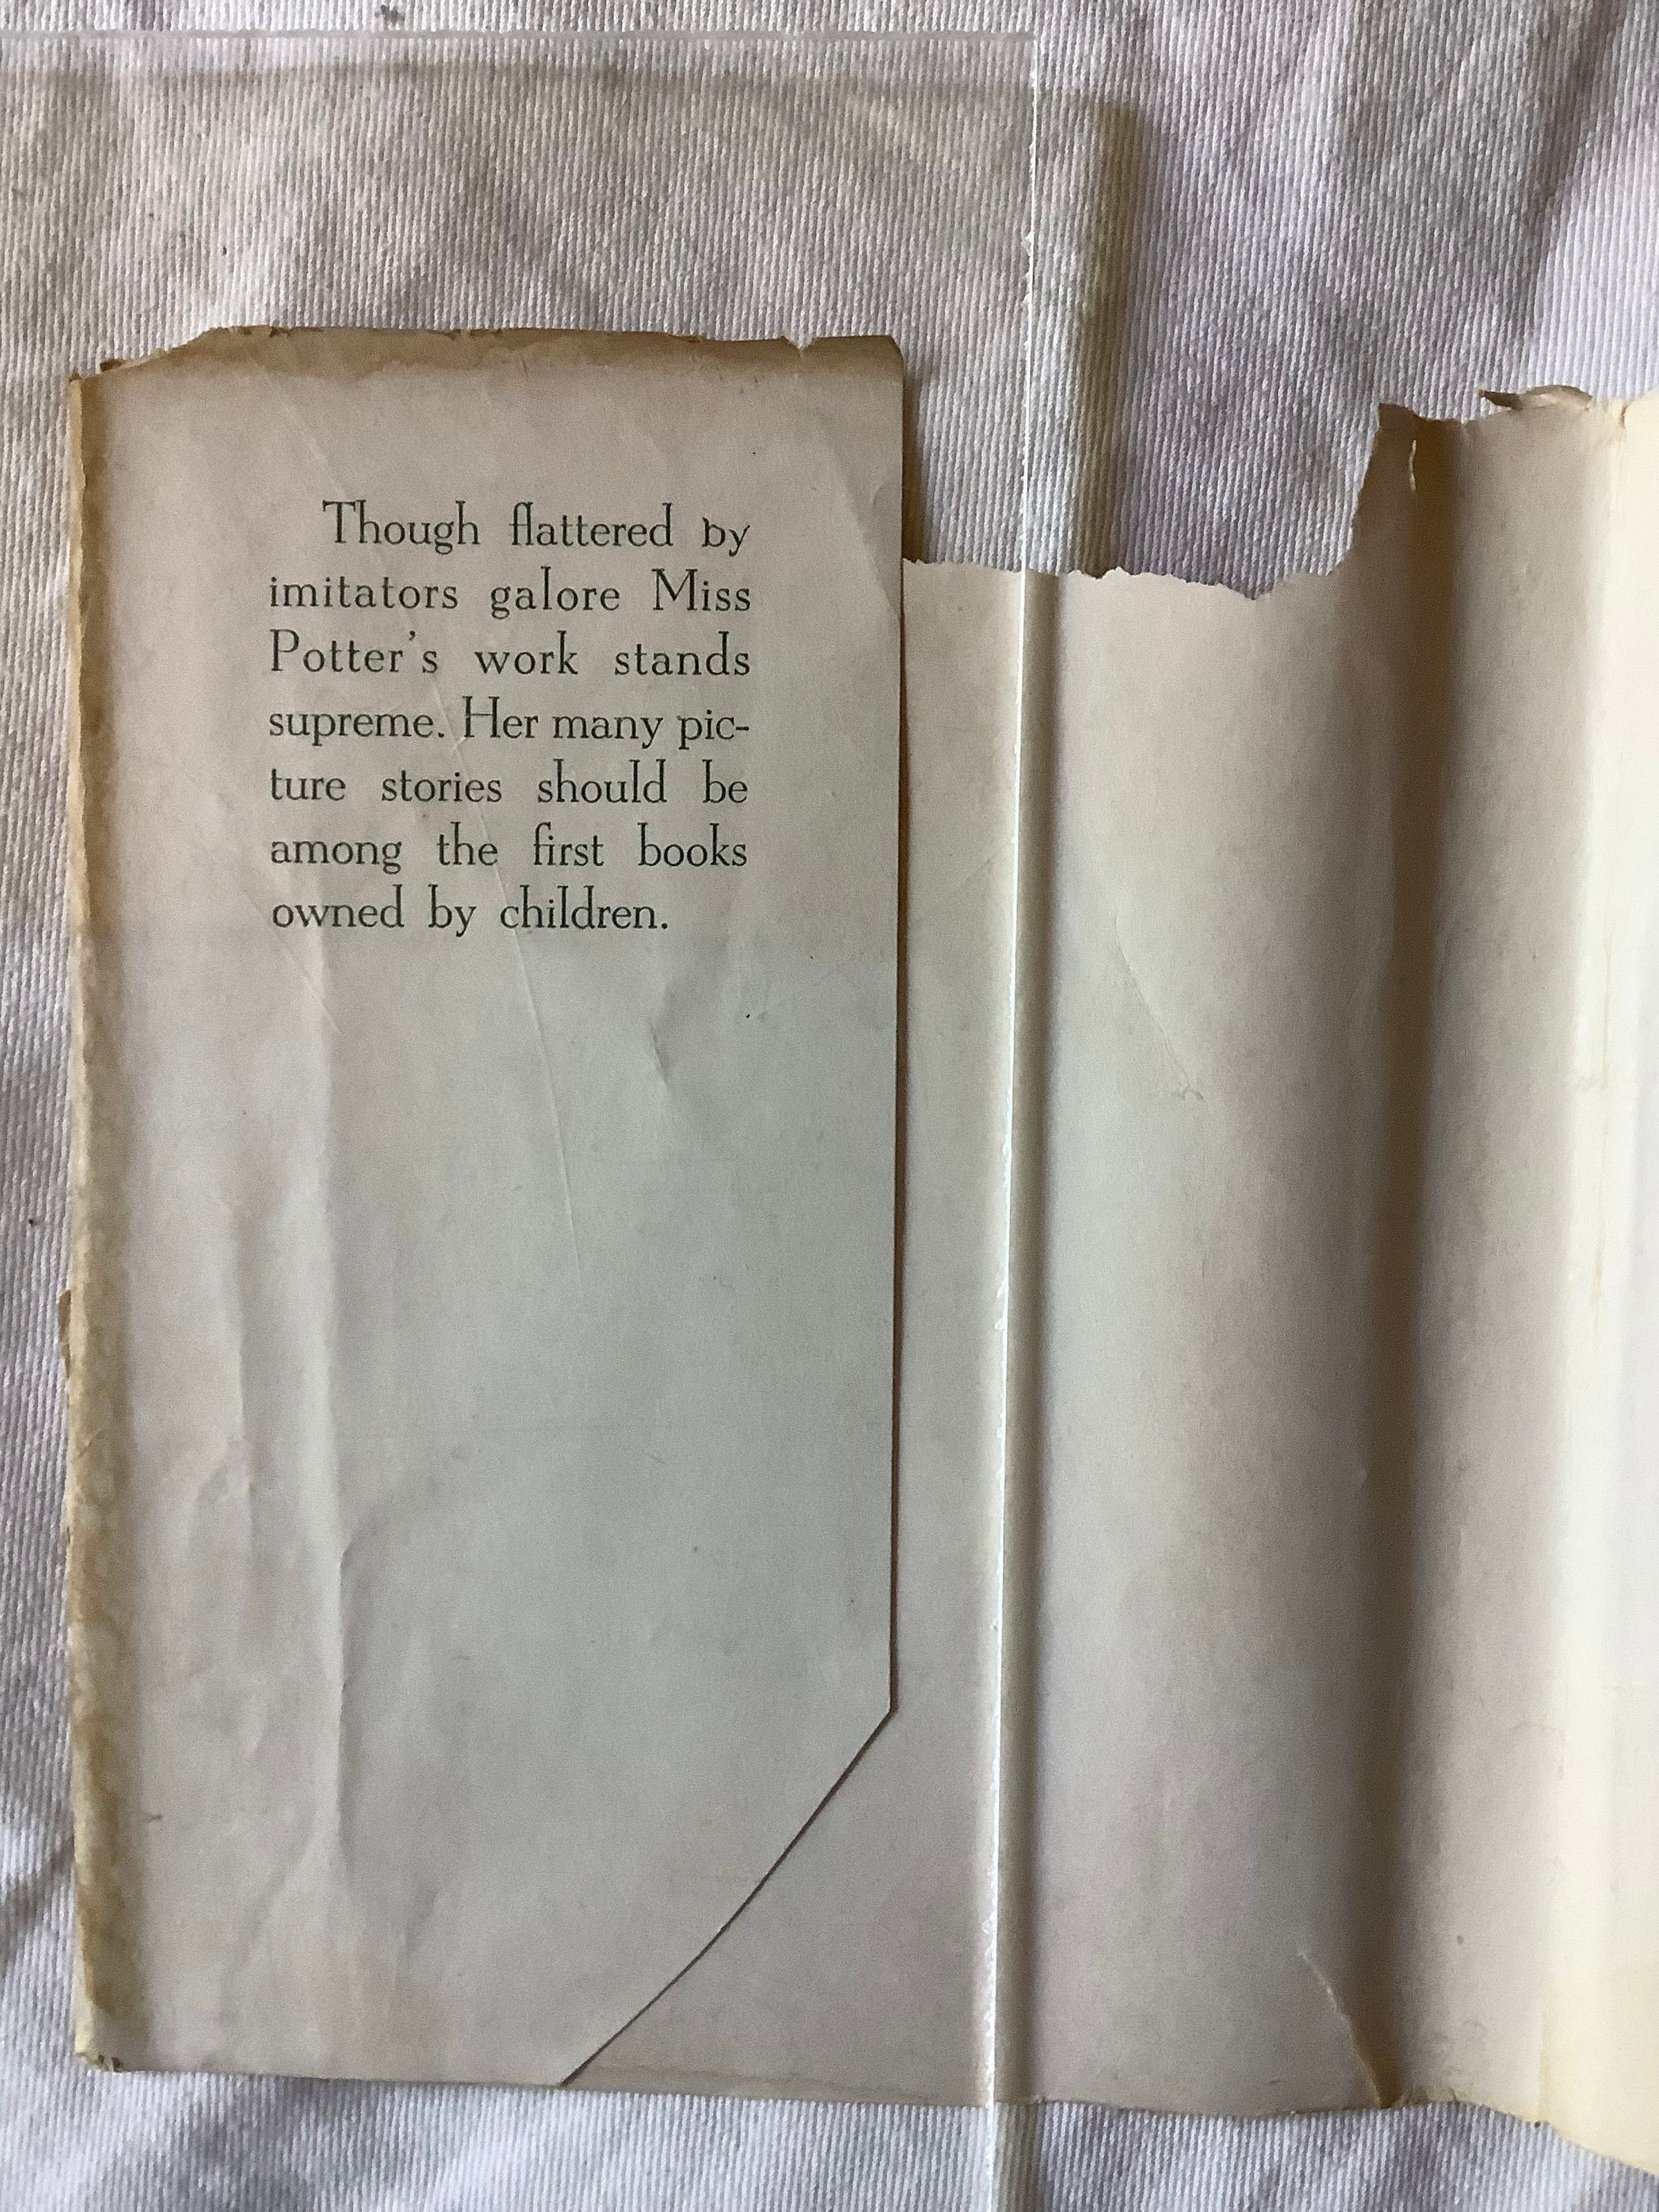 Though flattered by
imitators galore Miss
Potter's work stands
supreme. Her many pic-
ture stories should be
among the first books
owned by children.